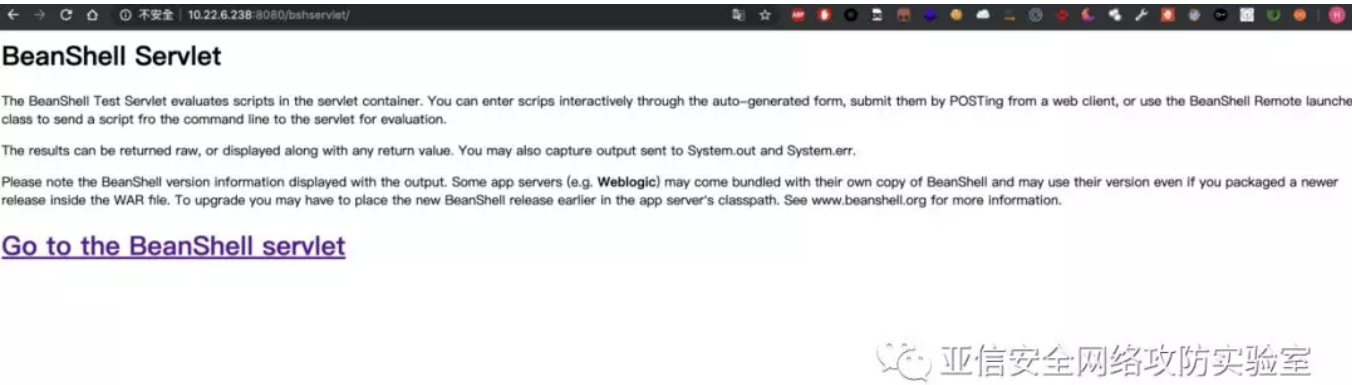 不安全 | 10.22.6.238:8080/bshservlet/
BeanShell Servlet
The BeanShell Test Servlet evaluates scripts in the servlet container. You can enter scrips interactively through the auto-generated form, submit them by POSTing from a web client, or use the BeanShell Remote launche
class to send a script fro the command line to the servlet for evaluation.
The results can be returned raw, or displayed along with any return value. You may also capture output sent to System.out and System.err.
Please note the BeanShell version information displayed with the output. Some app servers (e.g. Weblogic) may come bundled with their own copy of BeanShell and may use their version even if you packaged a newer
release inside the WAR file. To upgrade you may have to place the new BeanShell release earlier in the app server's classpath. See www.beanshell.org for more information.
Go to the BeanShell servlet
亚信安全网络攻防实验室